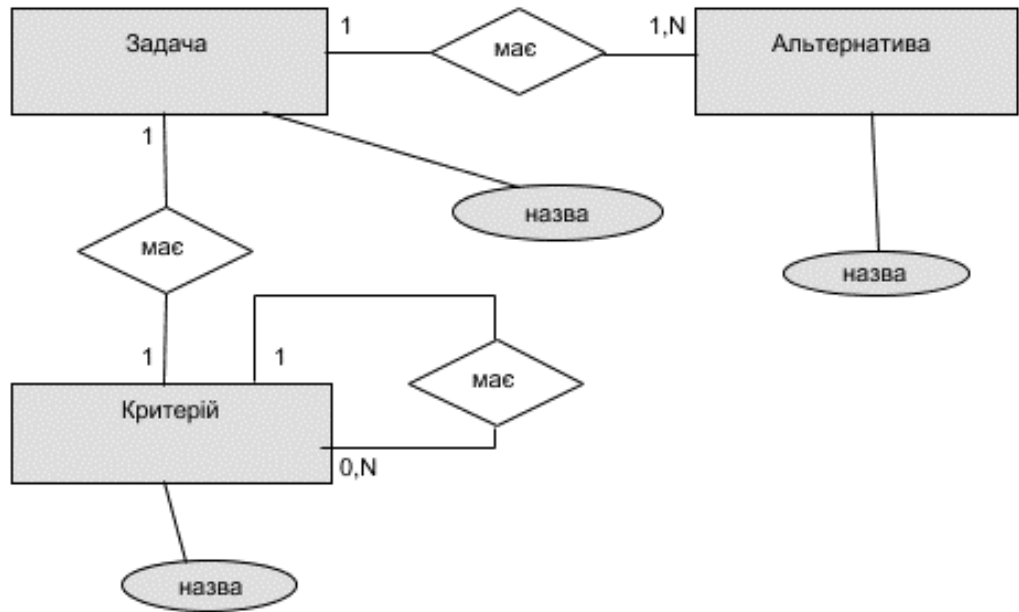 Задача
1
має
1,N
Альтернатива
1
назва
має
назва
1
1
має
Критерій
0,N
назва